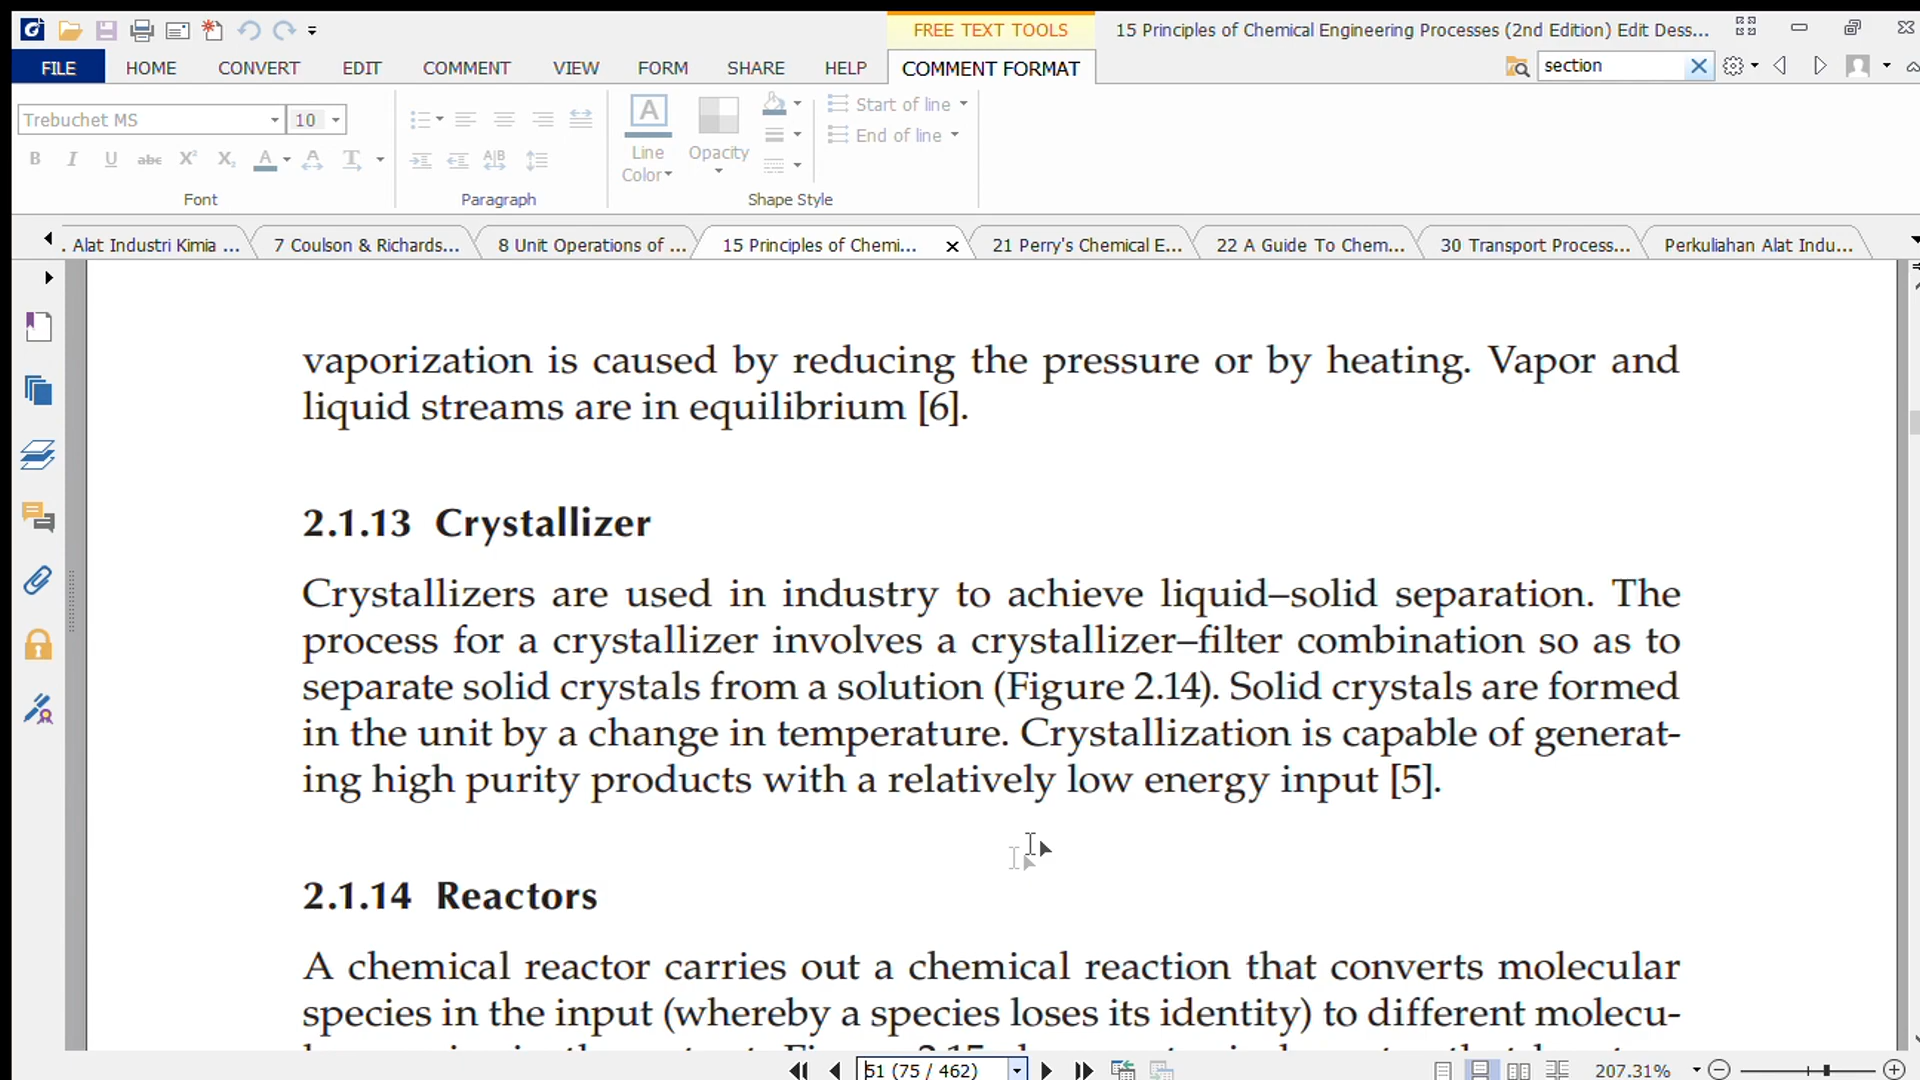 FREE TEXT TOOLS
15 Principles of Chemical Engineering Processes (2nd Edition) Edit Dess...
FILE HOME CONVERT EDIT COMMENT VIEW FORM SHARE HELP COMMENT FORMAT
section
Trebuchet MS 10
Start of line
End of line
B I U abc X² X₂ A A T
A
A|B
Line Color
Opacity
Font Paragraph Shape Style
. Alat Industri Kimia ... 7 Coulson & Richards... 8 Unit Operations of ... 15 Principles of Chemi... 21 Perry's Chemical E... 22 A Guide To Chem... 30 Transport Process... Perkuliahan Alat Indu...
vaporization is caused by reducing the pressure or by heating. Vapor and
liquid streams are in equilibrium [6].
2.1.13 Crystallizer
Crystallizers are used in industry to achieve liquid–solid separation. The
process for a crystallizer involves a crystallizer–filter combination so as to
separate solid crystals from a solution (Figure 2.14). Solid crystals are formed
in the unit by a change in temperature. Crystallization is capable of generat-
ing high purity products with a relatively low energy input [5].
2.1.14 Reactors
A chemical reactor carries out a chemical reaction that converts molecular
species in the input (whereby a species loses its identity) to different molecu-
51 (75 / 462)
207.31%